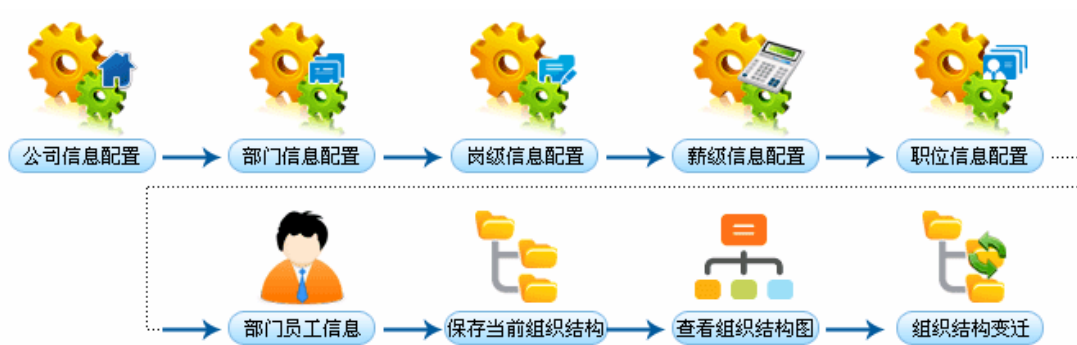 公司信息配置
部门信息配置
岗级信息配置
薪级信息配置
职位信息配置
部门员工信息
保存当前组织结构
查看组织结构图
组织结构变迁